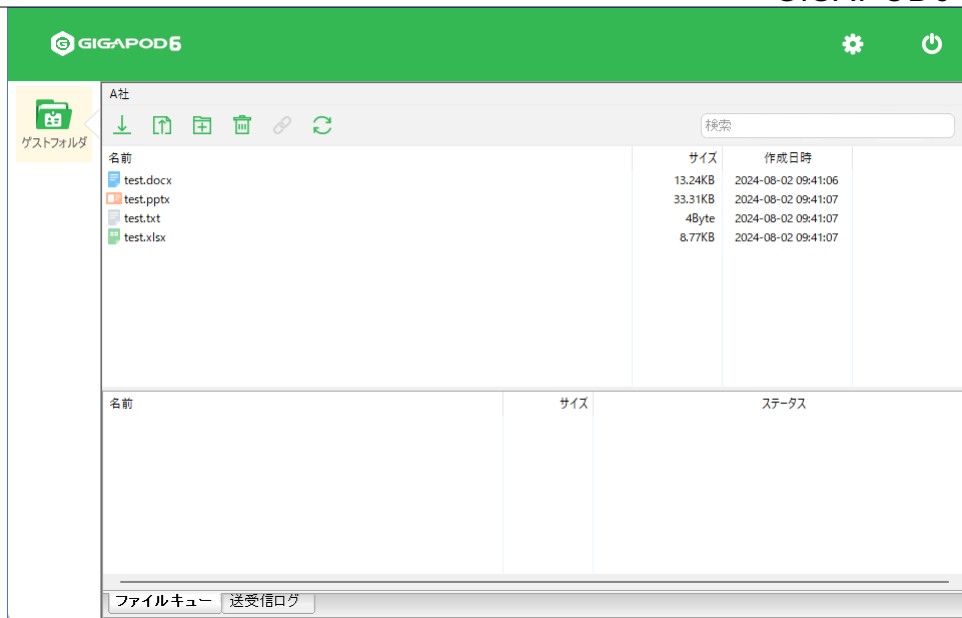 GIGAPOD6
A社
ゲストフォルダ
検索
名前 サイズ 作成日時
test.docx 13.24KB 2024-08-02 09:41:06
test.pptx 33.31KB 2024-08-02 09:41:07
test.txt 4Byte 2024-08-02 09:41:07
test.xlsx 8.77KB 2024-08-02 09:41:07
名前 サイズ ステータス
ファイルキュー 送受信ログ